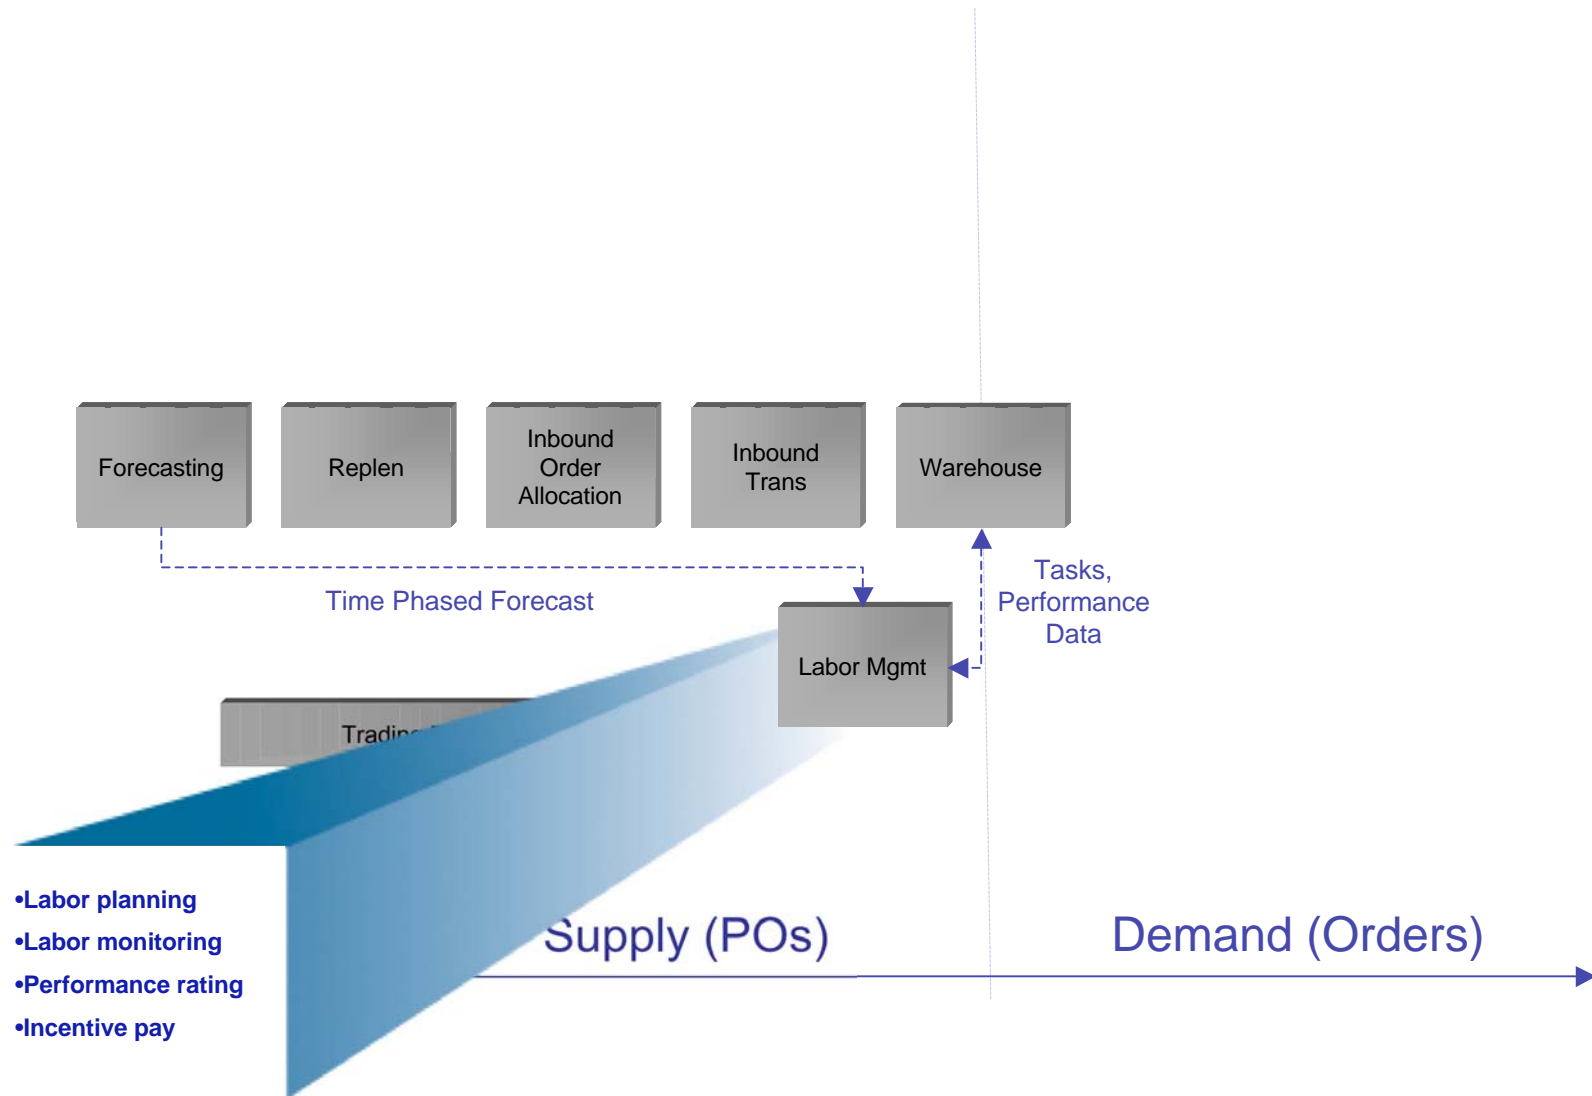 Forecasting
Replen
Inbound
Order
Allocation
Inbound
Trans
Warehouse
Time Phased Forecast
Tasks,
Performance
Data
Labor Mgmt
•Labor planning
•Labor monitoring
•Performance rating
•Incentive pay
Supply (POs)
Demand (Orders)